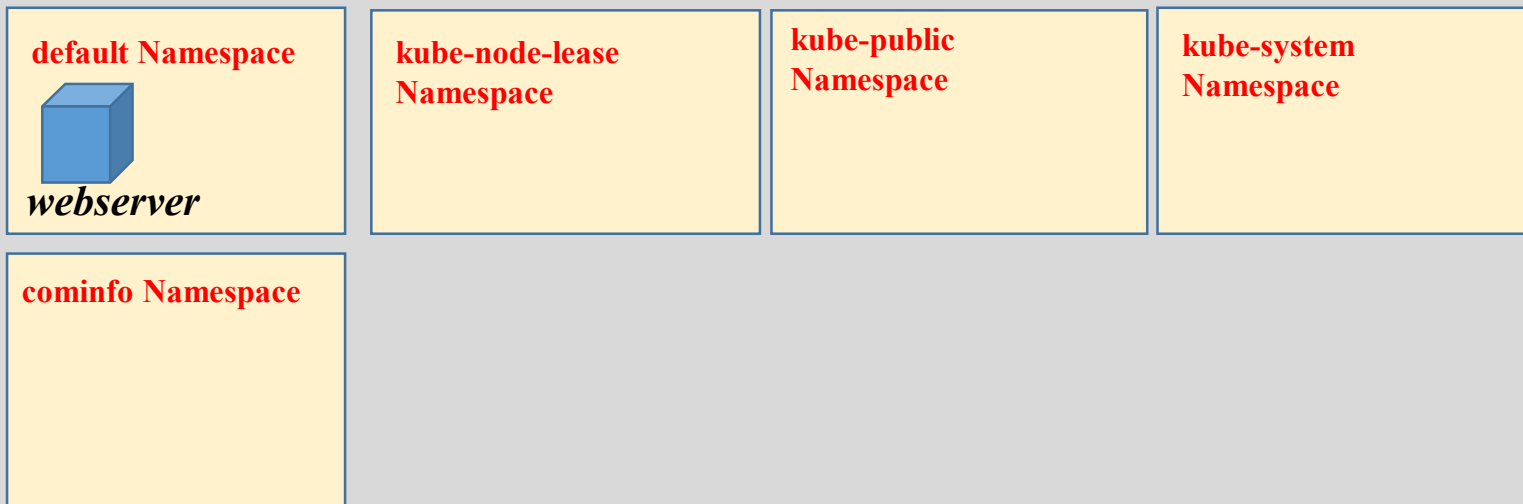 default Namespace
webserver
kube-node-lease
Namespace
kube-public
Namespace
kube-system
Namespace
cominfo Namespace